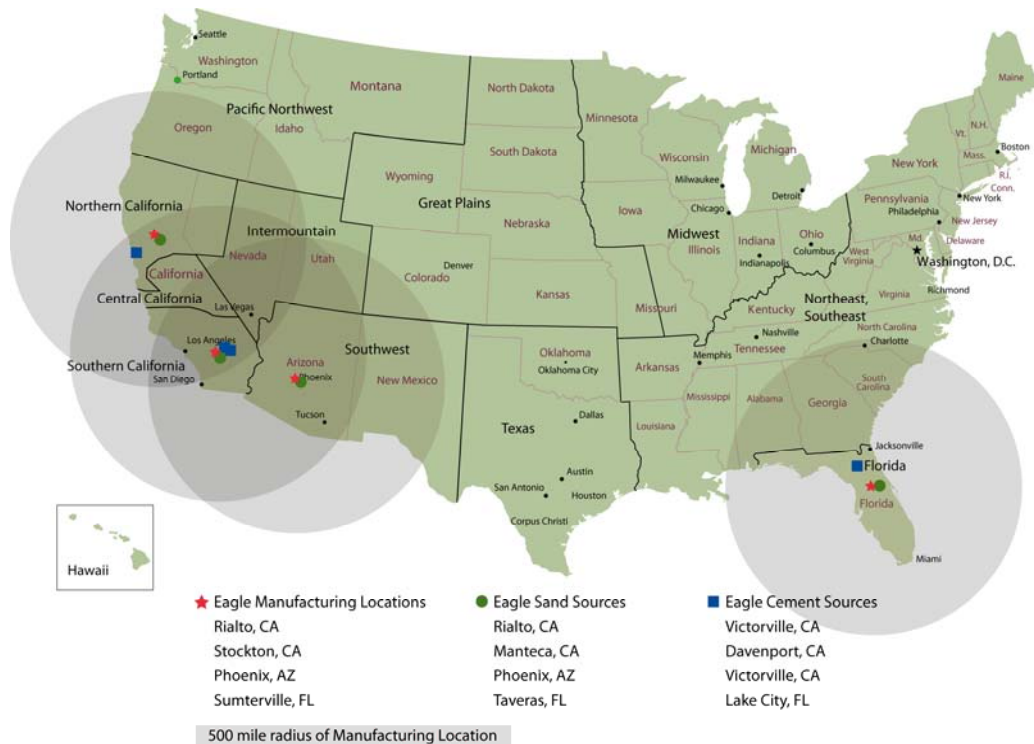 Seattle
Washington
Portland
Pacific Northwest
Oregon
Idaho
Montana
North Dakota
South Dakota
Minnesota
Wisconsin
Michigan
Milwaukee
Detroit
Chicago
Maine
Vt.
N.H.
Boston
Mass.
R.I.
Conn.
New York
New York
Pennsylvania
Philadelphia
New Jersey
Md.
Delaware
Washington, D.C.
West
Virginia
Richmond
Virginia
Wyoming
Great Plains
Nebraska
Iowa
Midwest
Illinois
Indiana
Indianapolis
Ohio
Columbus
Northern California
Intermountain
Nevada
Utah
California
Central California
Las Vegas
Denver
Colorado
Kansas
Missouri
Kentucky
Northeast,
Southeast
Nashville
Tennessee
Memphis
North Carolina
Charlotte
South
Carolina
Los Angeles
Southern California
San Diego
Arizona
Phoenix
Tucson
Southwest
New Mexico
Oklahoma
Oklahoma City
Arkansas
Mississippi
Alabama
Georgia
Louisiana
Texas
Dallas
Austin
San Antonio
Houston
Corpus Christi
Jacksonville
Florida
Florida
Miami
Hawaii
Eagle Manufacturing Locations
Rialto, CA
Stockton, CA
Phoenix, AZ
Sumterville, FL
Eagle Sand Sources
Rialto, CA
Manteca, CA
Phoenix, AZ
Taveras, FL
Eagle Cement Sources
Victorville, CA
Davenport, CA
Victorville, CA
Lake City, FL
500 mile radius of Manufacturing Location